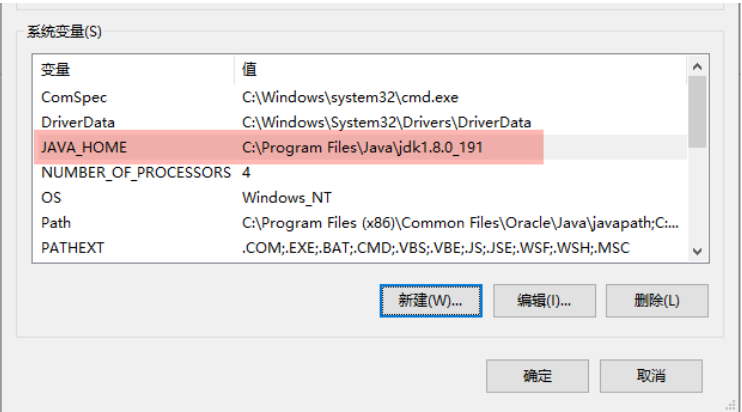 系统变量(S)
变量 值
ComSpec C:\Windows\system32\cmd.exe
DriverData C:\Windows\System32\Drivers\DriverData
JAVA_HOME C:\Program Files\Java\jdk1.8.0_191
NUMBER_OF_PROCESSORS 4
OS Windows_NT
Path C:\Program Files (x86)\Common Files\Oracle\Java\javapath;C:...
PATHEXT .COM;.EXE;.BAT;.CMD;.VBS;.VBE;.JS;.JSE;.WSF;.WSH;.MSC
新建(W)... 编辑(I)... 删除(L)
确定 取消